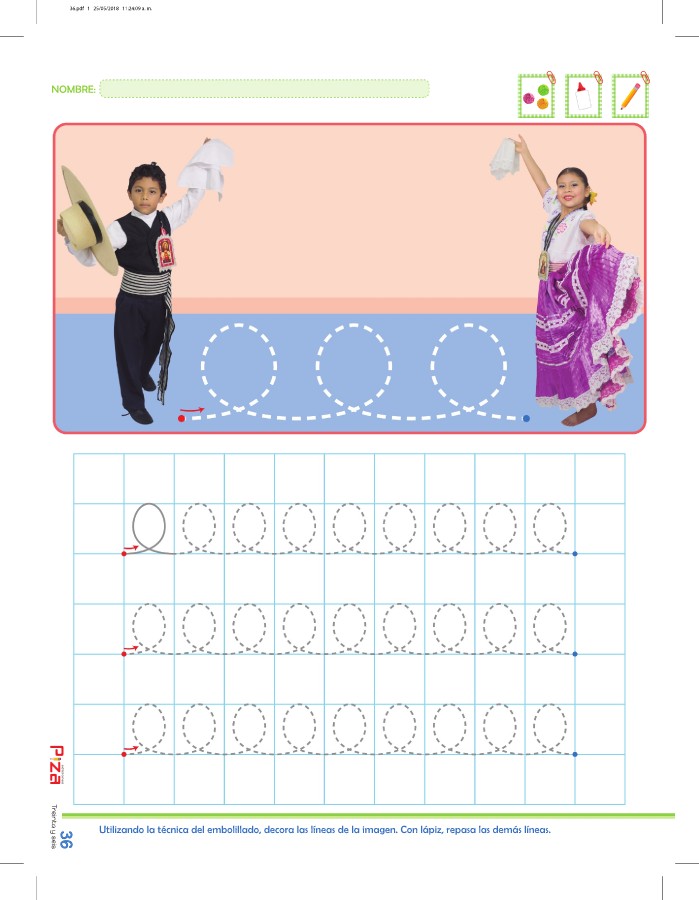 36.pdf 1 25/05/2018 11:24:09 a. m.
NOMBRE:
Piza
Treinta y seis
36
Utilizando la técnica del embolillado, decora las líneas de la imagen. Con lápiz, repasa las demás líneas.